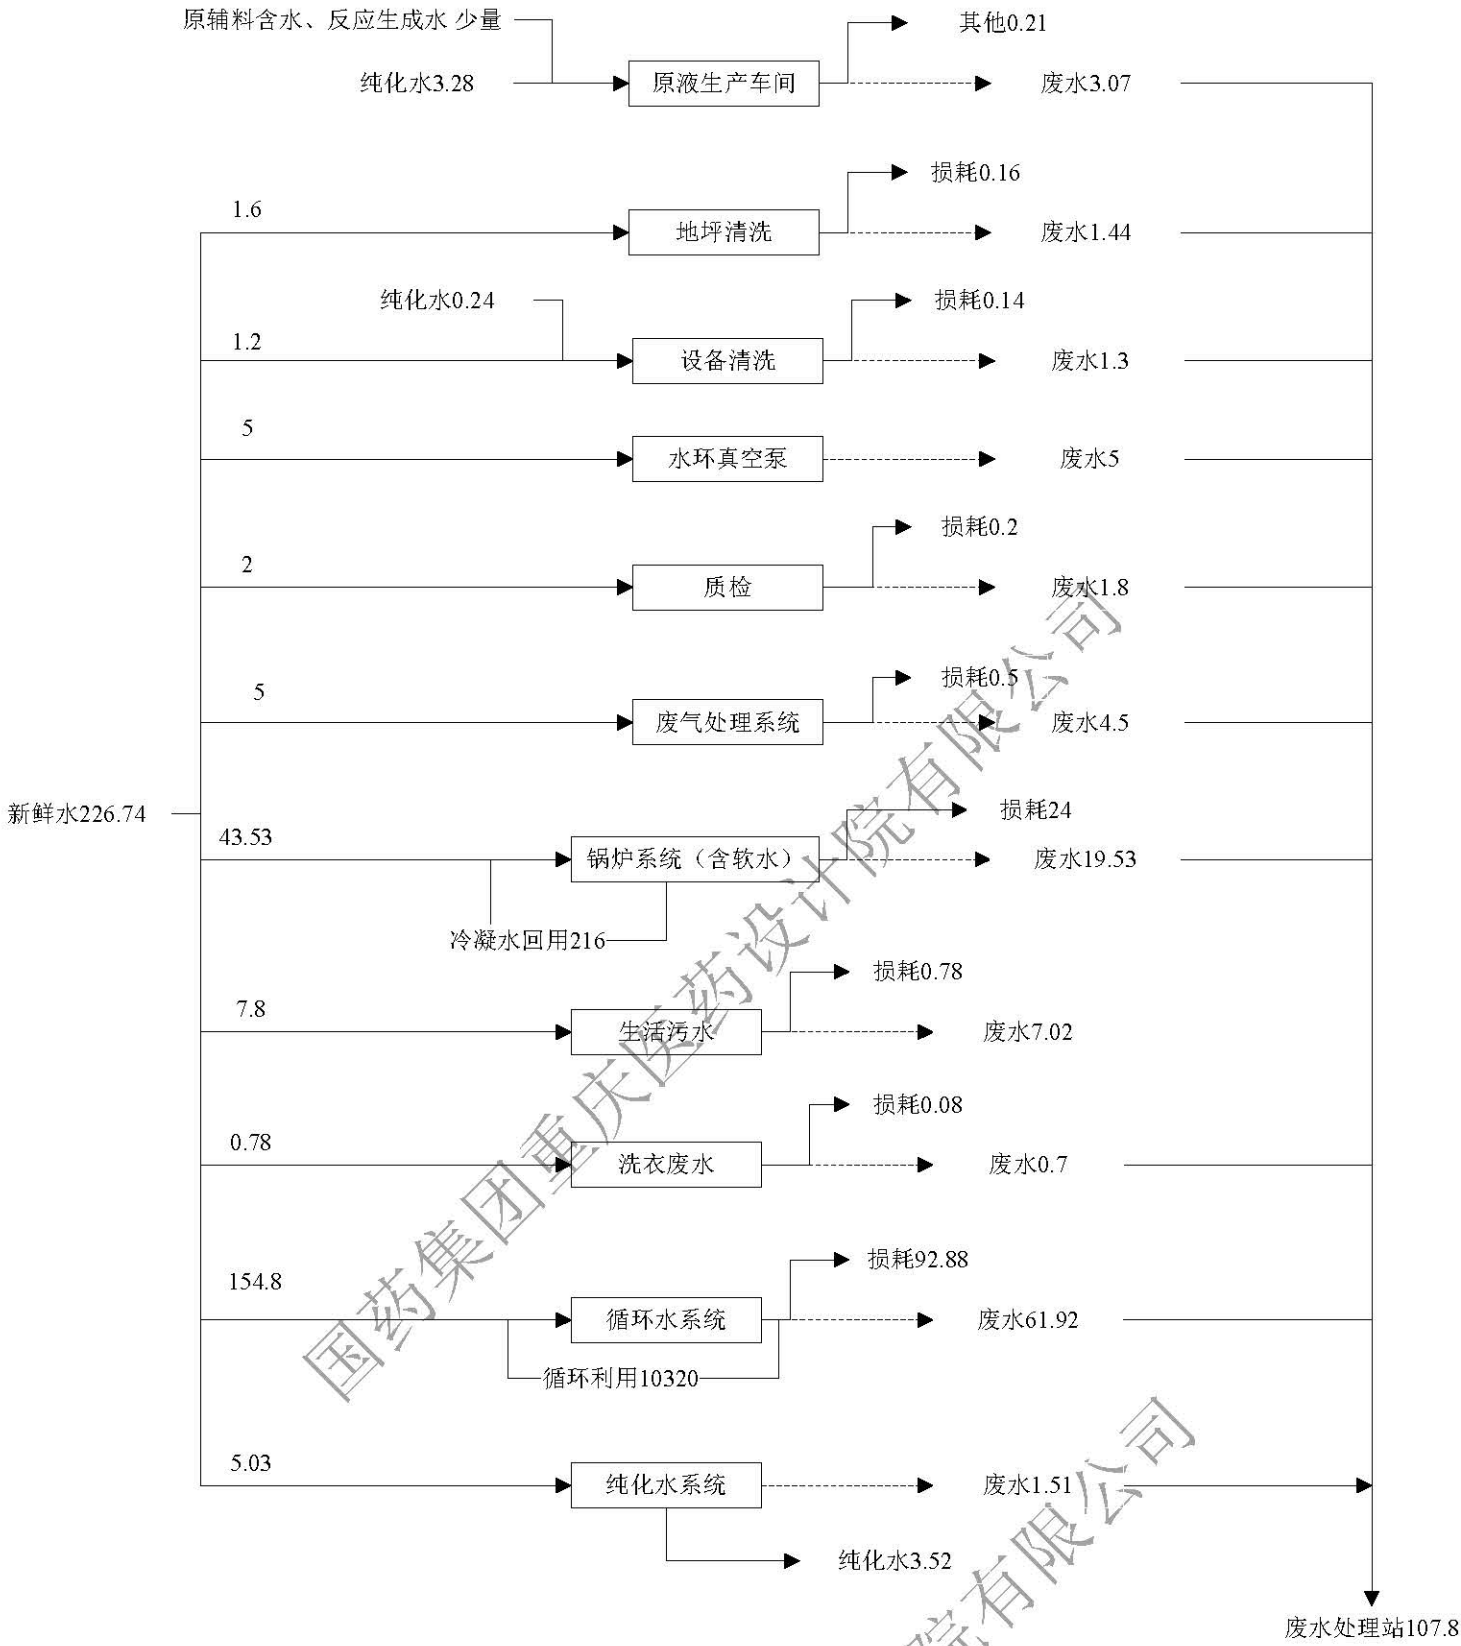 原辅料含水、反应生成水 少量
其他0.21
纯化水3.28
原液生产车间
废水3.07
损耗0.16
1.6
地坪清洗
废水1.44
纯化水0.24
损耗0.14
1.2
设备清洗
废水1.3
5
水环真空泵
废水5
损耗0.2
2
质检
废水1.8
损耗0.5
5
废气处理系统
废水4.5
新鲜水226.74
损耗24
43.53
锅炉系统（含软水）
废水19.53
冷凝水回用216
损耗0.78
7.8
生活污水
废水7.02
损耗0.08
0.78
洗衣废水
废水0.7
损耗92.88
154.8
循环水系统
废水61.92
循环利用10320
5.03
纯化水系统
废水1.51
纯化水3.52
废水处理站107.8
国药集团重庆医药设计院有限公司
院有限公司